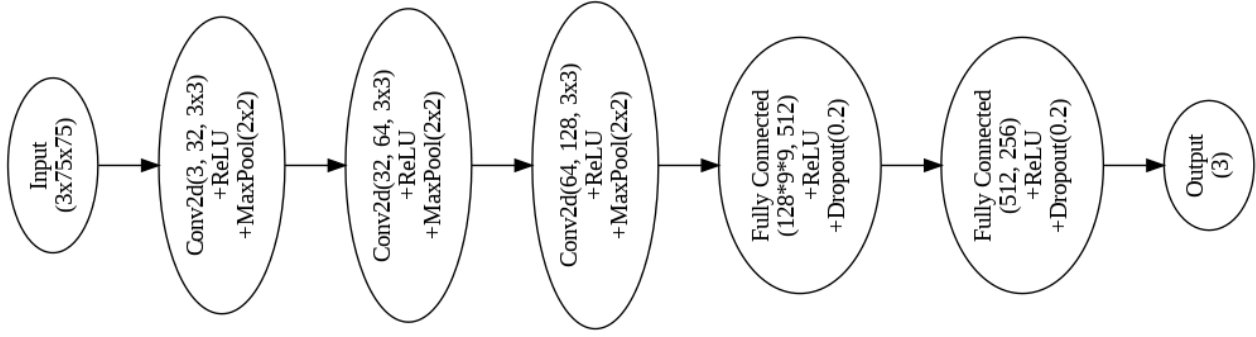 Input
(3x75x75)
Conv2d(3, 32, 3x3)
+ReLU
+MaxPool(2x2)
Conv2d(32, 64, 3x3)
+ReLU
+MaxPool(2x2)
Conv2d(64, 128, 3x3)
+ReLU
+MaxPool(2x2)
Fully Connected
(128*9*9, 512)
+ReLU
+Dropout(0.2)
Fully Connected
(512, 256)
+ReLU
+Dropout(0.2)
Output
(3)